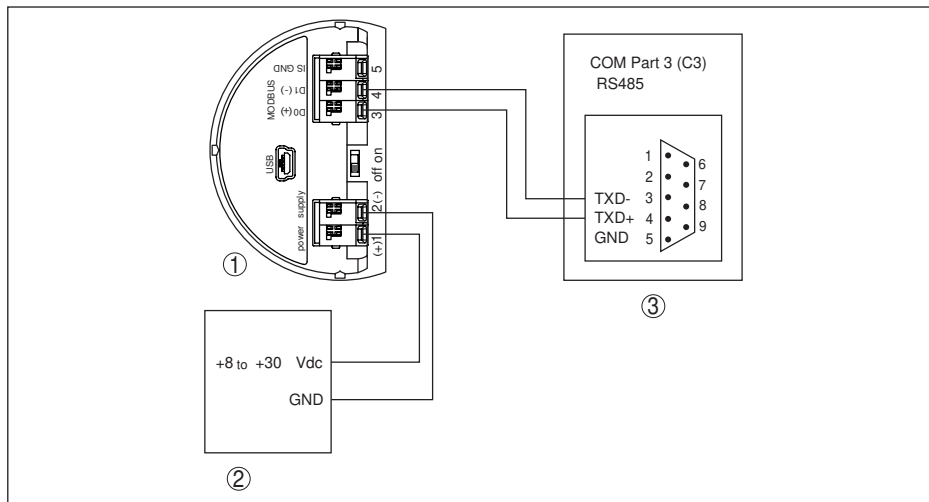 IS GND
5
MODBUS
D1 (-)
4
D0 (+)
3
USB
off on
power supply
2(-)
(+)1
①
+8 to +30 Vdc
GND
②
COM Part 3 (C3)
RS485
1
6
2
7
TXD- 3
8
TXD+ 4
9
GND 5
③